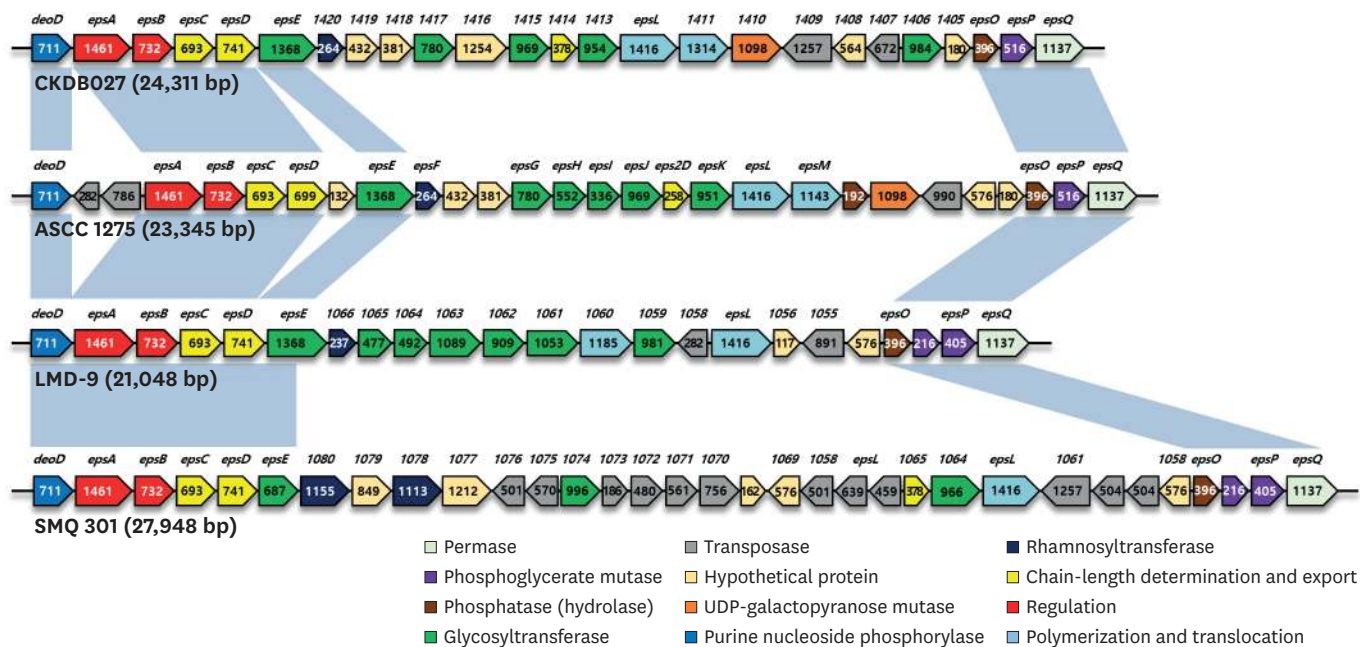 deoD epsA epsB epsC epsD epsE 1420 1419 1418 1417 1416 1415 1414 1413 epsL 1411 1410 1409 1408 1407 1406 1405 epsO epsP epsQ
711 1461 732 693 741 1368 264 432 381 780 1254 969 378 954 1416 1314 1098 1257 564 672 984 180 396 516 1137
CKDB027 (24,311 bp)
deoD epsA epsB epsC epsD epsE epsF epsG epsH epsI epsJ eps2D epsK epsL epsM epsO epsP epsQ
711 282 786 1461 732 693 699 132 1368 264 432 381 780 552 336 969 258 951 1416 1143 192 1098 990 576 180 396 516 1137
ASCC 1275 (23,345 bp)
deoD epsA epsB epsC epsD epsE 1066 1065 1064 1063 1062 1061 1060 1059 1058 epsL 1056 1055 epsO epsP epsQ
711 1461 732 693 741 1368 237 477 492 1089 909 1053 1185 981 282 1416 117 891 576 396 216 405 1137
LMD-9 (21,048 bp)
deoD epsA epsB epsC epsD epsE 1080 1079 1078 1077 1076 1075 1074 1073 1072 1071 1070 1069 1058 epsL 1065 1064 epsL 1061 1058 epsO epsP epsQ
711 1461 732 693 741 687 1155 849 1113 1212 501 570 996 186 480 561 756 162 576 501 639 459 378 966 1416 1257 504 504 576 396 216 405 1137
SMQ 301 (27,948 bp)
Permase Transposase Rhamnosyltransferase
Phosphoglycerate mutase Hypothetical protein Chain-length determination and export
Phosphatase (hydrolase) UDP-galactopyranose mutase Regulation
Glycosyltransferase Purine nucleoside phosphorylase Polymerization and translocation